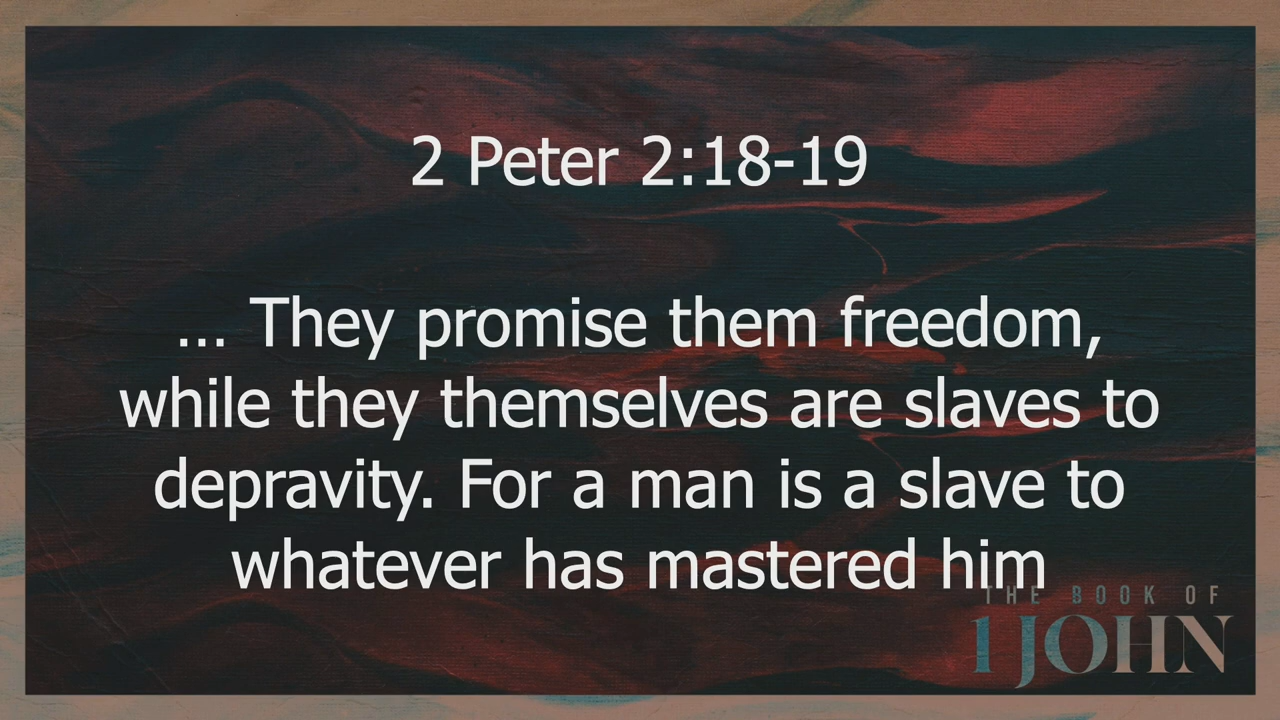 2 Peter 2:18-19
... They promise them freedom,
while they themselves are slaves to
depravity. For a man is a slave to
whatever has mastered him
THE BOOK OF
1 JOHN